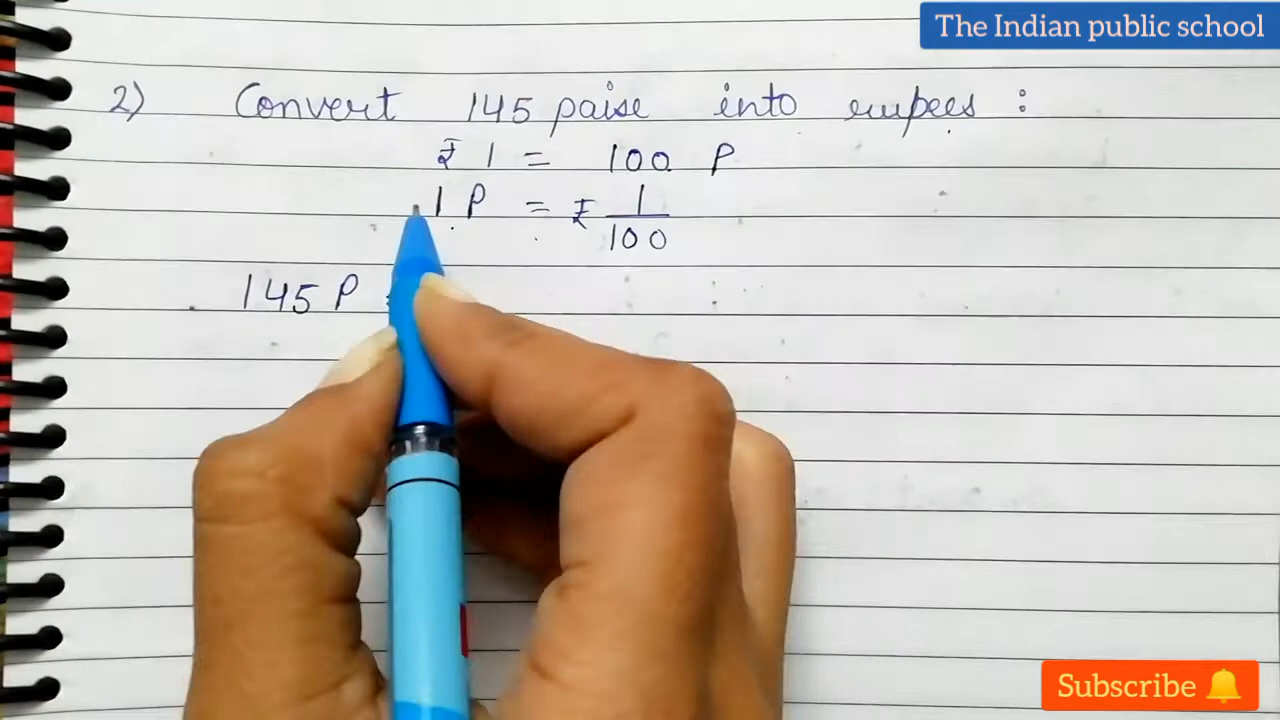 The Indian public school
2) Convert 145 paise into rupees :
₹ 1 = 100 P
1 P = ₹ 1/100
145 P
Subscribe